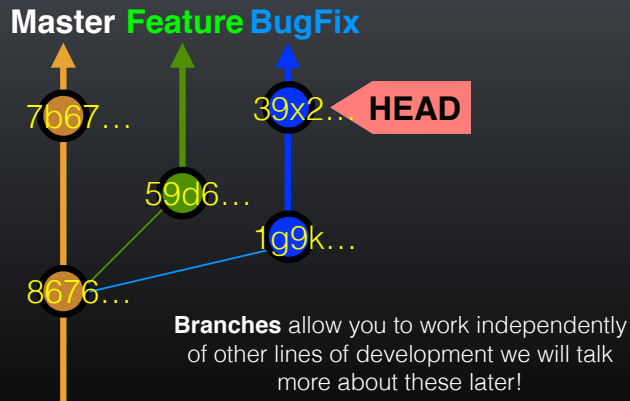 Master Feature BugFix
7b67... 39x2... HEAD
59d6...
1g9k...
8676...
Branches allow you to work independently
of other lines of development we will talk
more about these later!